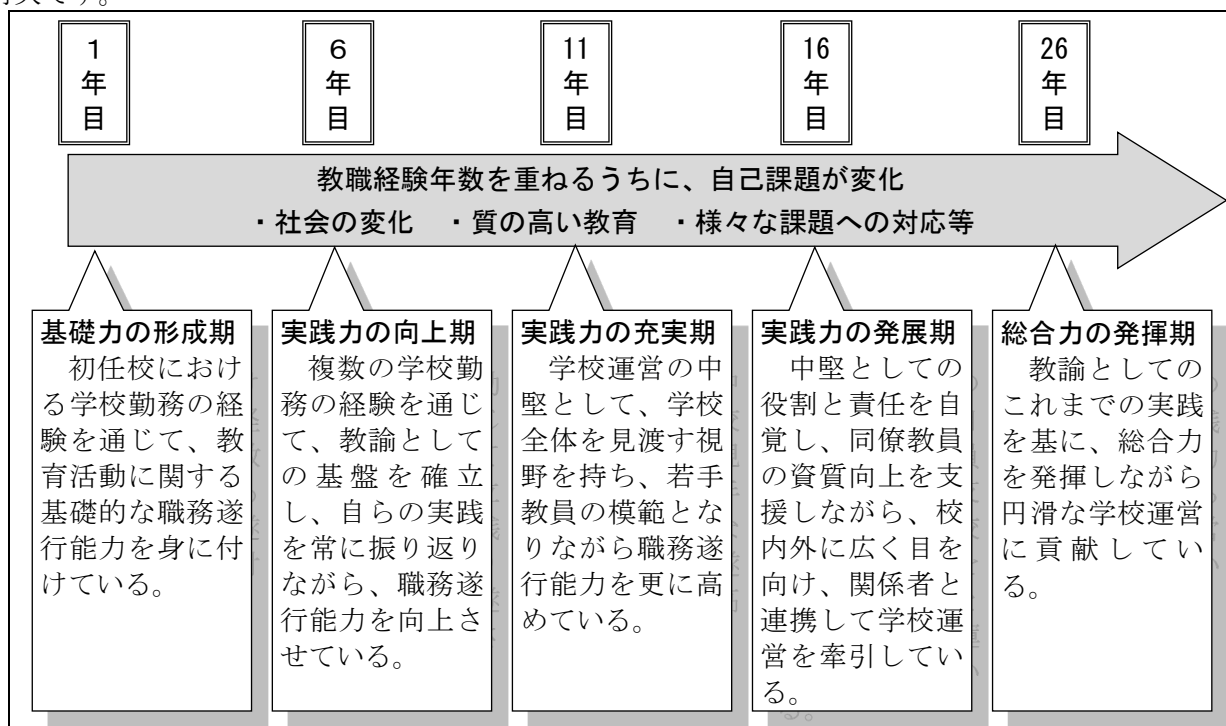 切です。
1年目
6年目
11年目
16年目
26年目
教職経験年数を重ねるうちに、自己課題が変化
・社会の変化 ・質の高い教育 ・様々な課題への対応等
基礎力の形成期
初任校におけ
る学校勤務の経
験を通じて、教
育活動に関する
基礎的な職務遂
行能力を身に付
けている。
実践力の向上期
複数の学校勤
務の経験を通じ
て、教諭として
の基盤を確立
し、自らの実践
を常に振り返り
ながら、職務遂
行能力を向上さ
せている。
実践力の充実期
学校運営の中
堅として、学校
全体を見渡す視
野を持ち、若手
教員の模範とな
りながら職務遂
行能力を更に高
めている。
実践力の発展期
中堅としての
役割と責任を自
覚し、同僚教員
の資質向上を支
援しながら、校
内外に広く目を
向け、関係者と
連携して学校運
営を牽引してい
る。
総合力の発揮期
教諭としての
これまでの実践
を基に、総合力
を発揮しながら
円滑な学校運営
に貢献してい
る。